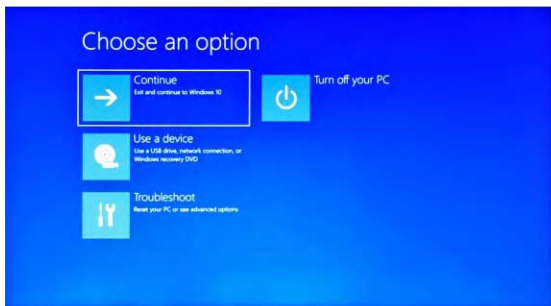 Choose an option
Continue
Exit and continue to Windows 10
Turn off your PC
Use a device
Use a USB drive, network connection, or
Windows recovery DVD
Troubleshoot
Reset your PC or see advanced options